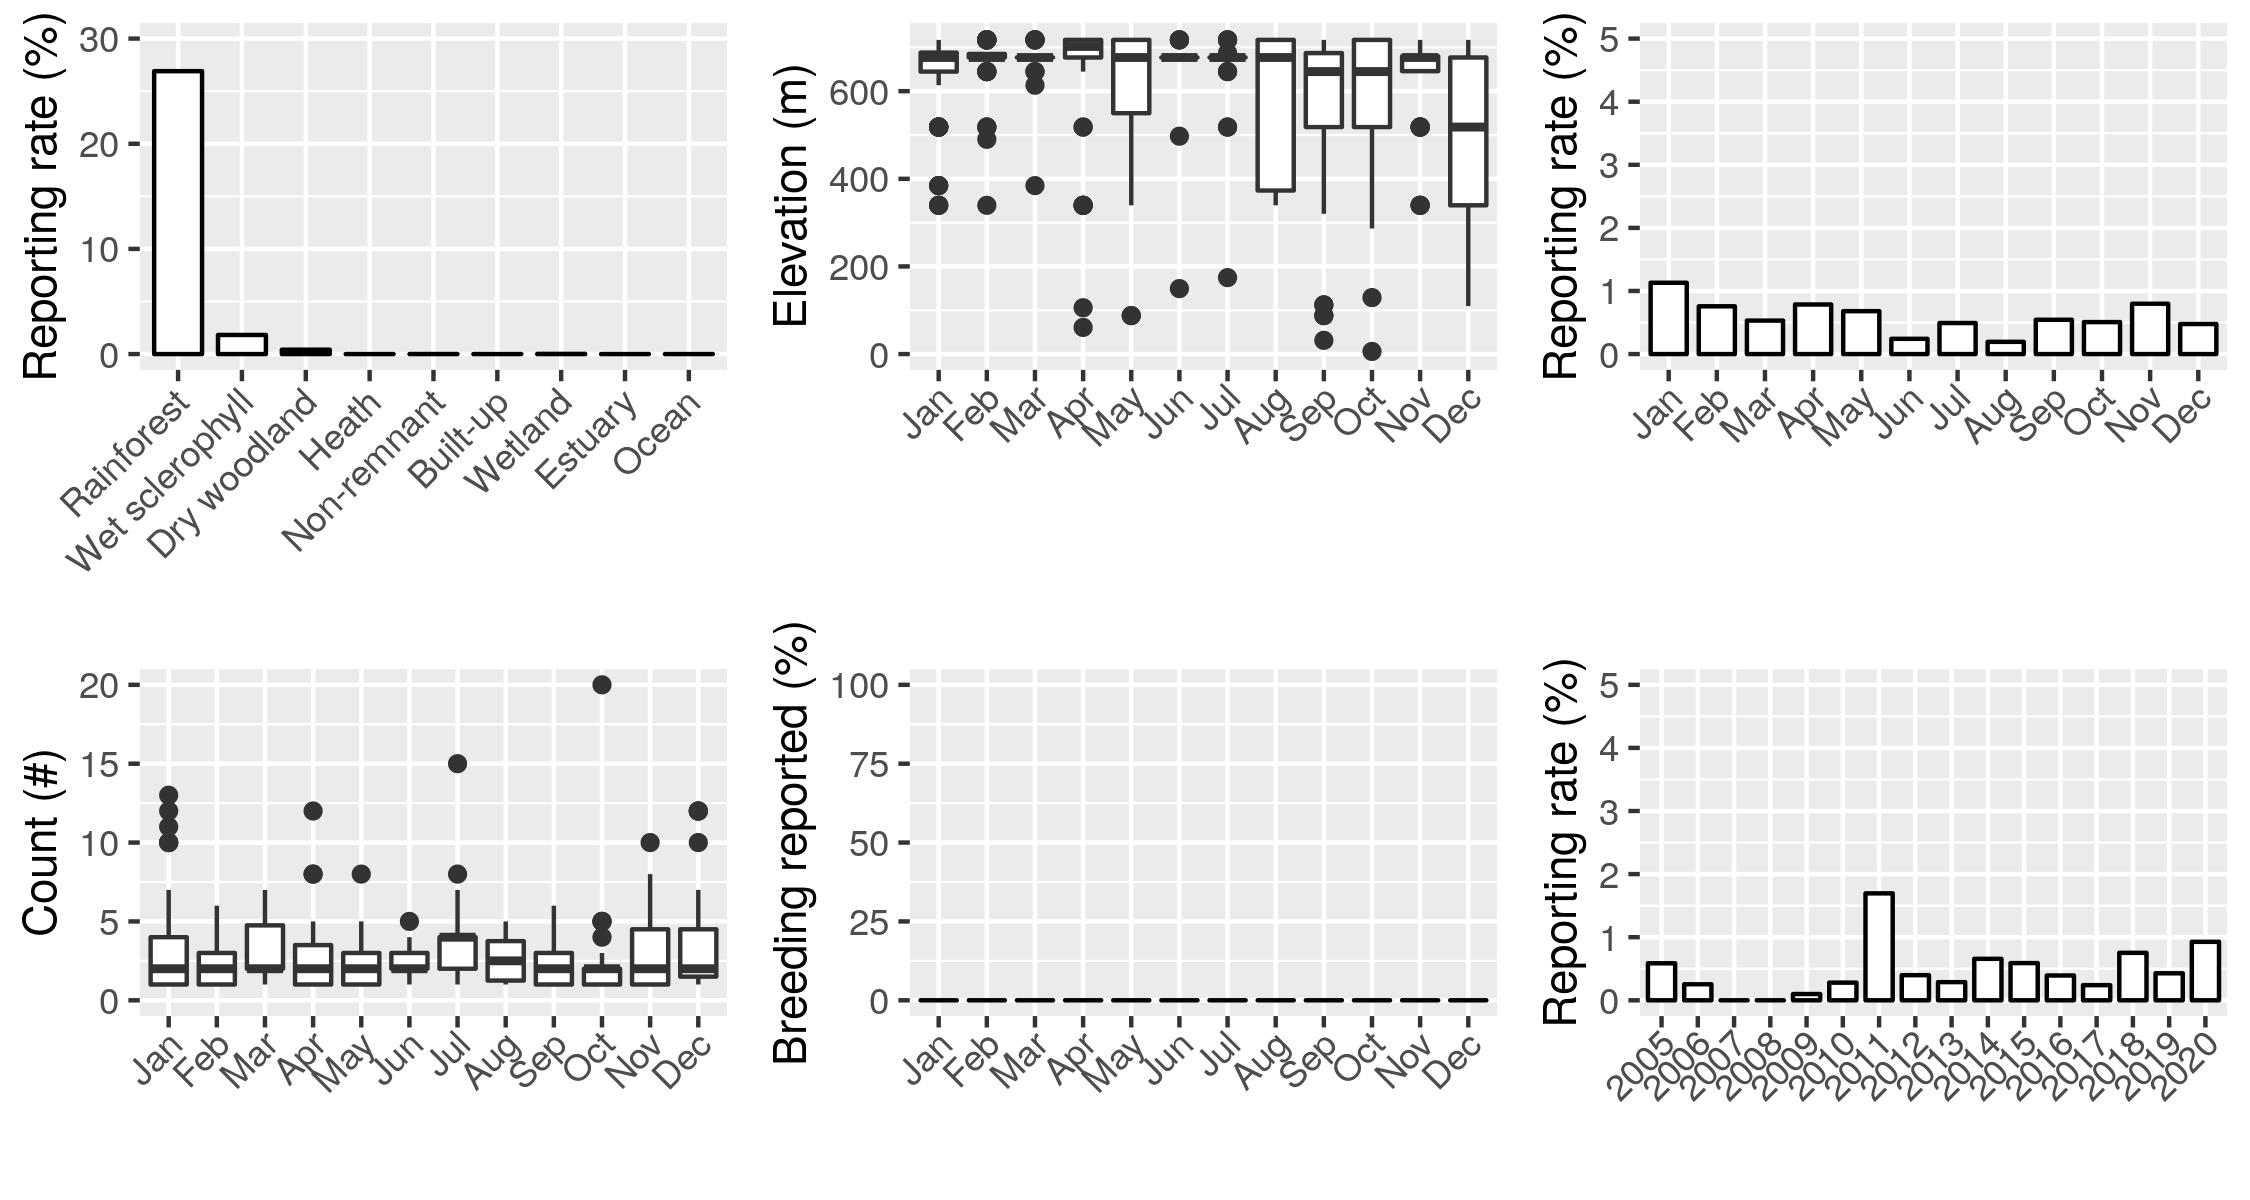 Reporting rate (%)
30
20
10
0
Rainforest
Wet sclerophyll
Dry woodland
Heath
Non-remnant
Built-up
Wetland
Estuary
Ocean
Elevation (m)
600
400
200
0
Jan
Feb
Mar
Apr
May
Jun
Jul
Aug
Sep
Oct
Nov
Dec
Reporting rate (%)
5
4
3
2
1
0
Jan
Feb
Mar
Apr
May
Jun
Jul
Aug
Sep
Oct
Nov
Dec
Count (#)
20
15
10
5
0
Jan
Feb
Mar
Apr
May
Jun
Jul
Aug
Sep
Oct
Nov
Dec
Breeding reported (%)
100
75
50
25
0
Jan
Feb
Mar
Apr
May
Jun
Jul
Aug
Sep
Oct
Nov
Dec
Reporting rate (%)
5
4
3
2
1
0
2005
2006
2007
2008
2009
2010
2011
2012
2013
2014
2015
2016
2017
2018
2019
2020